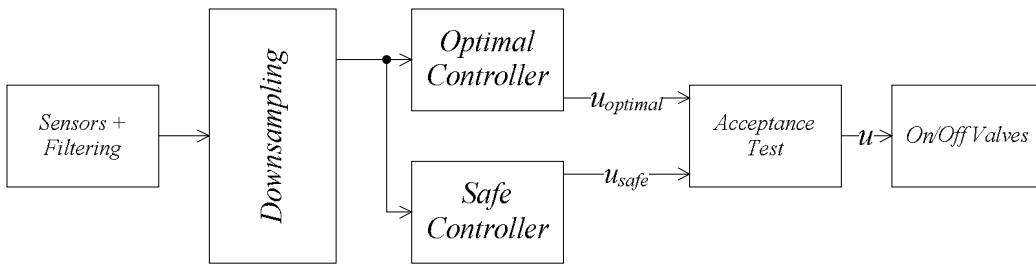 Sensors +
Filtering
Downsampling
Optimal
Controller
Safe
Controller
u_optimal
u_safe
Acceptance
Test
u
On/Off Valves